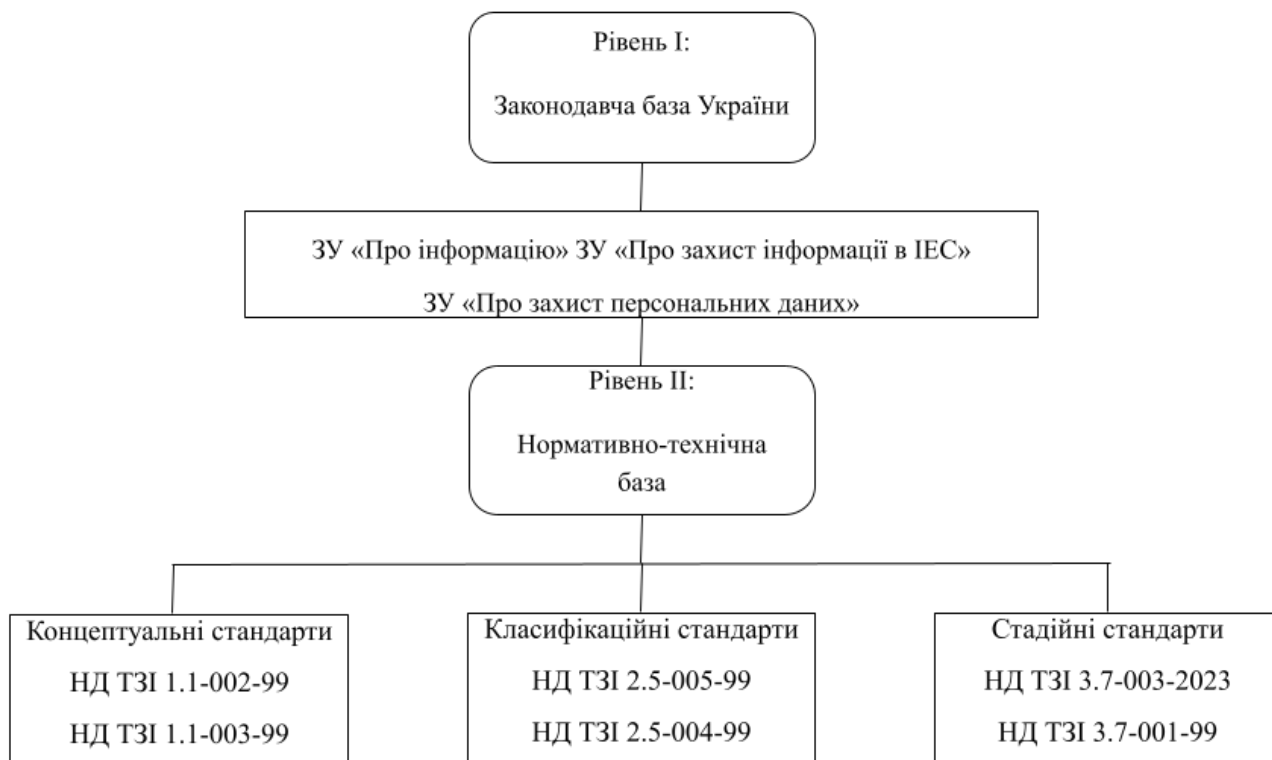 Рівень I:
Законодавча база України
ЗУ «Про інформацію» ЗУ «Про захист інформації в ІЕС»
ЗУ «Про захист персональних даних»
Рівень II:
Нормативно-технічна
база
Концептуальні стандарти
НД ТЗІ 1.1-002-99
НД ТЗІ 1.1-003-99
Класифікаційні стандарти
НД ТЗІ 2.5-005-99
НД ТЗІ 2.5-004-99
Стадійні стандарти
НД ТЗІ 3.7-003-2023
НД ТЗІ 3.7-001-99